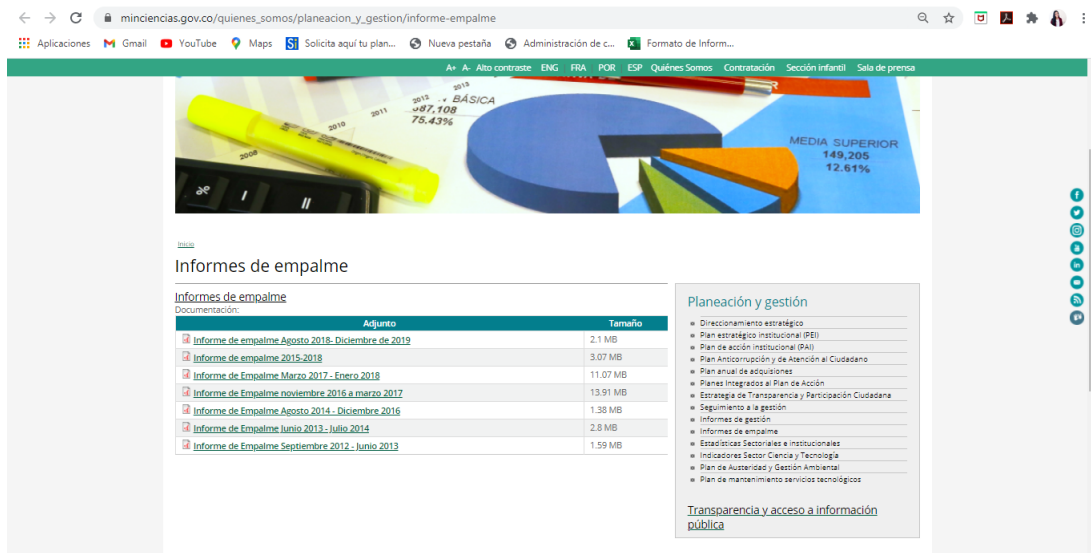 minciencias.gov.co/quienes_somos/planeacion_y_gestion/informe-empalme
Aplicaciones Gmail YouTube Maps Solicita aquí tu plan... Nueva pestaña Administración de c... Formato de Inform...
A+ A- Alto contraste ENG FRA POR ESP Quiénes Somos Contratación Sección infantil Sala de prensa
2013
2012 BÁSICA
2011 587,108
2010 75.43%
2008
MEDIA SUPERIOR
149,205
12.61%
%
Inicio
Informes de empalme
Informes de empalme
Documentación:
Adjunto Tamaño
Informe de empalme Agosto 2018- Diciembre de 2019 2.1 MB
Informe de empalme 2015-2018 3.07 MB
Informe de Empalme Marzo 2017 - Enero 2018 11.07 MB
Informe de Empalme noviembre 2016 a marzo 2017 13.91 MB
Informe de Empalme Agosto 2014 - Diciembre 2016 1.38 MB
Informe de Empalme Junio 2013 - Julio 2014 2.8 MB
Informe de Empalme Septiembre 2012 - Junio 2013 1.59 MB
Planeación y gestión
Direccionamiento estratégico
Plan estratégico institucional (PEI)
Plan de acción institucional (PAI)
Plan Anticorrupción y de Atención al Ciudadano
Plan anual de adquisiciones
Planes Integrados al Plan de Acción
Estrategia de Transparencia y Participación Ciudadana
Seguimiento a la gestión
Informes de gestión
Informes de empalme
Estadísticas Sectoriales e institucionales
Indicadores Sector Ciencia y Tecnología
Plan de Austeridad y Gestión Ambiental
Plan de mantenimiento servicios tecnológicos
Transparencia y acceso a información
pública